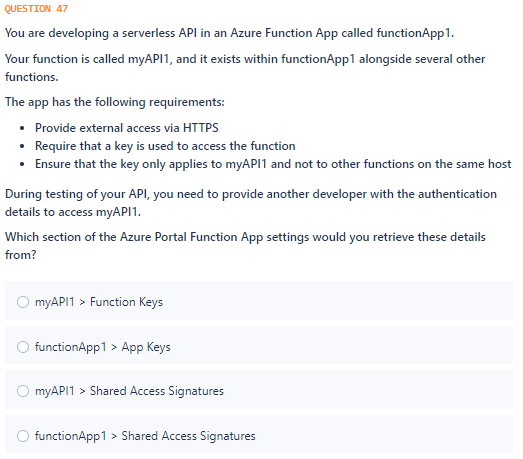 QUESTION 47
You are developing a serverless API in an Azure Function App called functionApp1.
Your function is called myAPI1, and it exists within functionApp1 alongside several other
functions.
The app has the following requirements:
• Provide external access via HTTPS
• Require that a key is used to access the function
• Ensure that the key only applies to myAPI1 and not to other functions on the same host
During testing of your API, you need to provide another developer with the authentication
details to access myAPI1.
Which section of the Azure Portal Function App settings would you retrieve these details
from?
myAPI1 > Function Keys
functionApp1 > App Keys
myAPI1 > Shared Access Signatures
functionApp1 > Shared Access Signatures